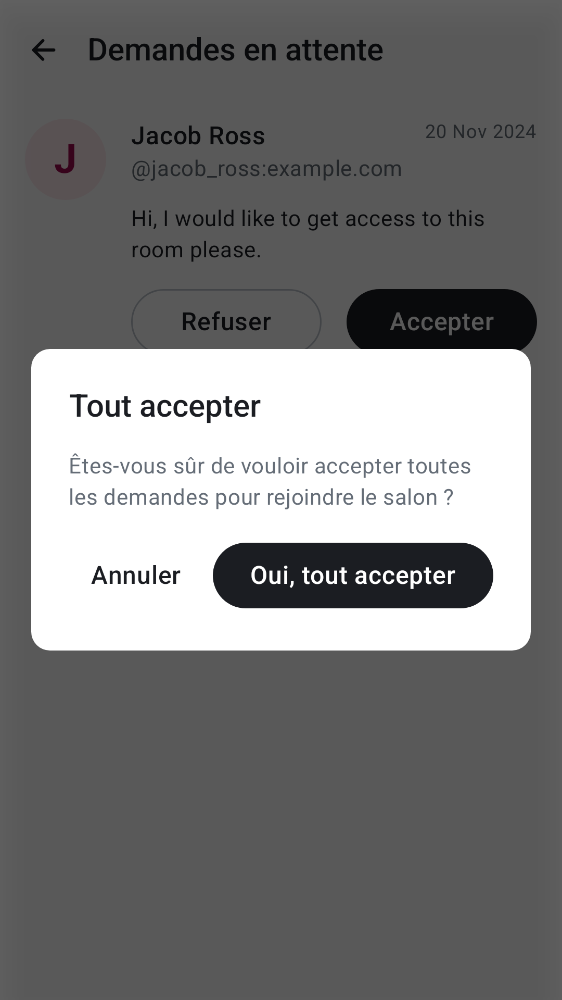 Demandes en attente
J
Jacob Ross
20 Nov 2024
@jacob_ross:example.com
Hi, I would like to get access to this
room please.
Refuser
Accepter
Tout accepter
Êtes-vous sûr de vouloir accepter toutes
les demandes pour rejoindre le salon ?
Annuler
Oui, tout accepter